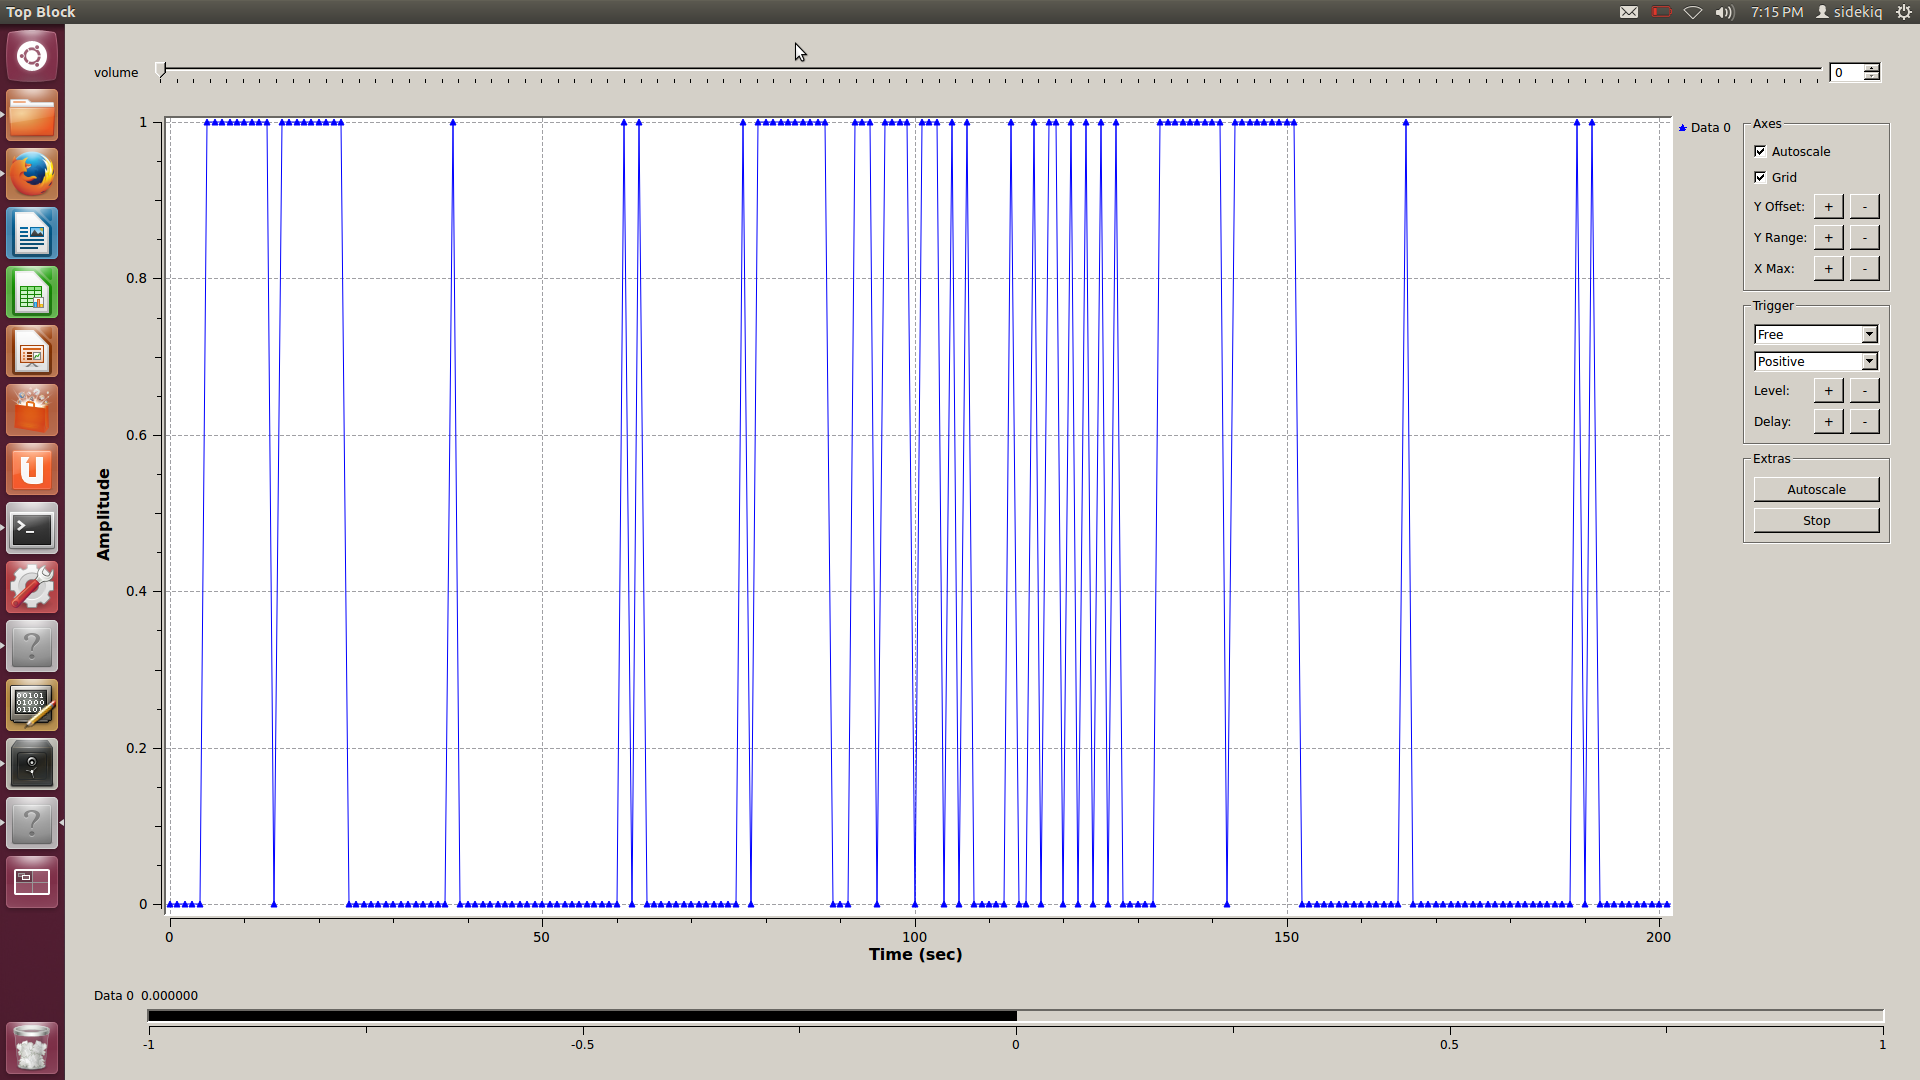 Top Block
7:15 PM sidekiq
volume
0
1
0.8
0.6
0.4
0.2
0
Amplitude
0 50 100 150 200
Time (sec)
Data 0
Axes
Autoscale
Grid
Y Offset: + -
Y Range: + -
X Max: + -
Trigger
Free
Positive
Level: + -
Delay: + -
Extras
Autoscale
Stop
Data 0 0.000000
-1 -0.5 0 0.5 1